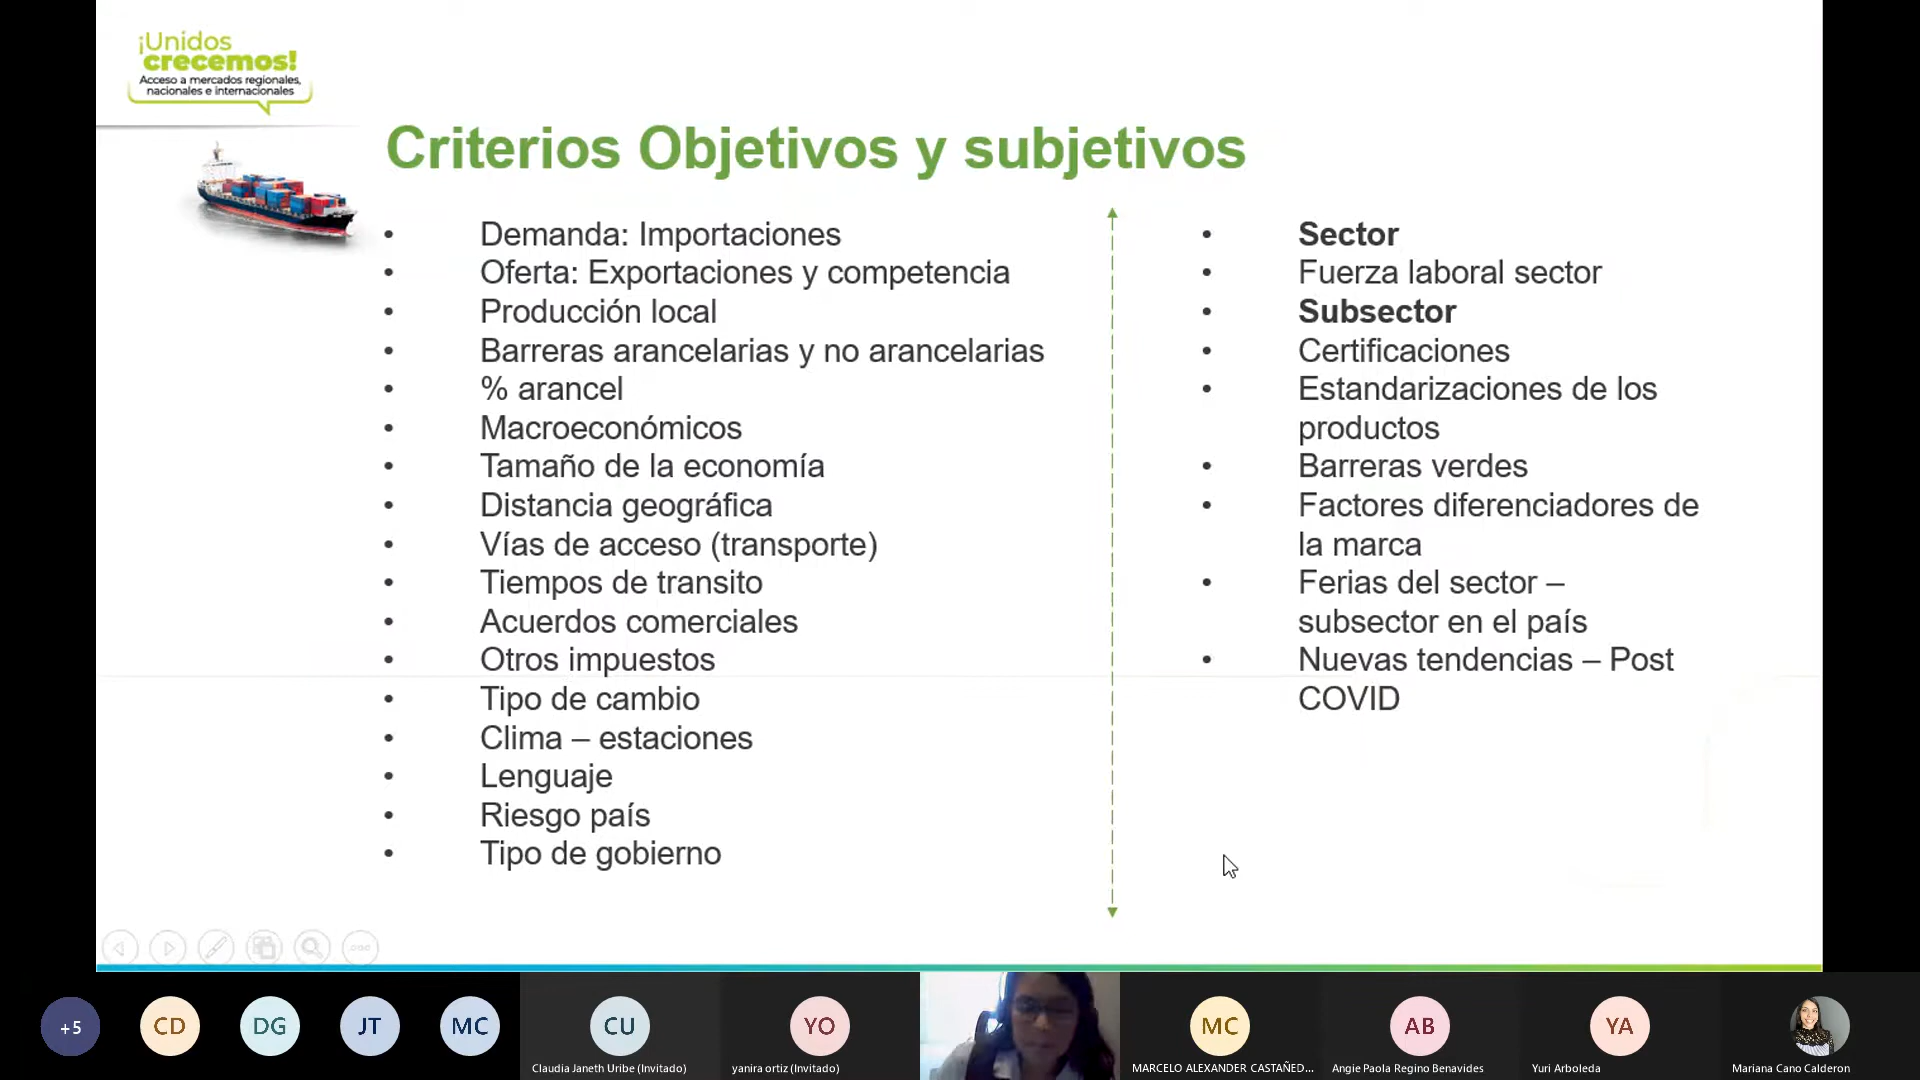 ¡Unidos
crecemos!
Acceso a mercados regionales,
nacionales e internacionales
Criterios Objetivos y subjetivos
• Demanda: Importaciones
• Oferta: Exportaciones y competencia
• Producción local
• Barreras arancelarias y no arancelarias
• % arancel
• Macroeconómicos
• Tamaño de la economía
• Distancia geográfica
• Vías de acceso (transporte)
• Tiempos de transito
• Acuerdos comerciales
• Otros impuestos
• Tipo de cambio
• Clima – estaciones
• Lenguaje
• Riesgo país
• Tipo de gobierno
• Sector
• Fuerza laboral sector
• Subsector
• Certificaciones
• Estandarizaciones de los
productos
• Barreras verdes
• Factores diferenciadores de
la marca
• Ferias del sector –
subsector en el país
• Nuevas tendencias – Post
COVID
+5
CD
DG
JT
MC
CU
Claudia Janeth Uribe (Invitado)
YO
yanira ortiz (Invitado)
MC
MARCELO ALEXANDER CASTAÑED...
AB
Angie Paola Regino Benavides
YA
Yuri Arboleda
Mariana Cano Calderon